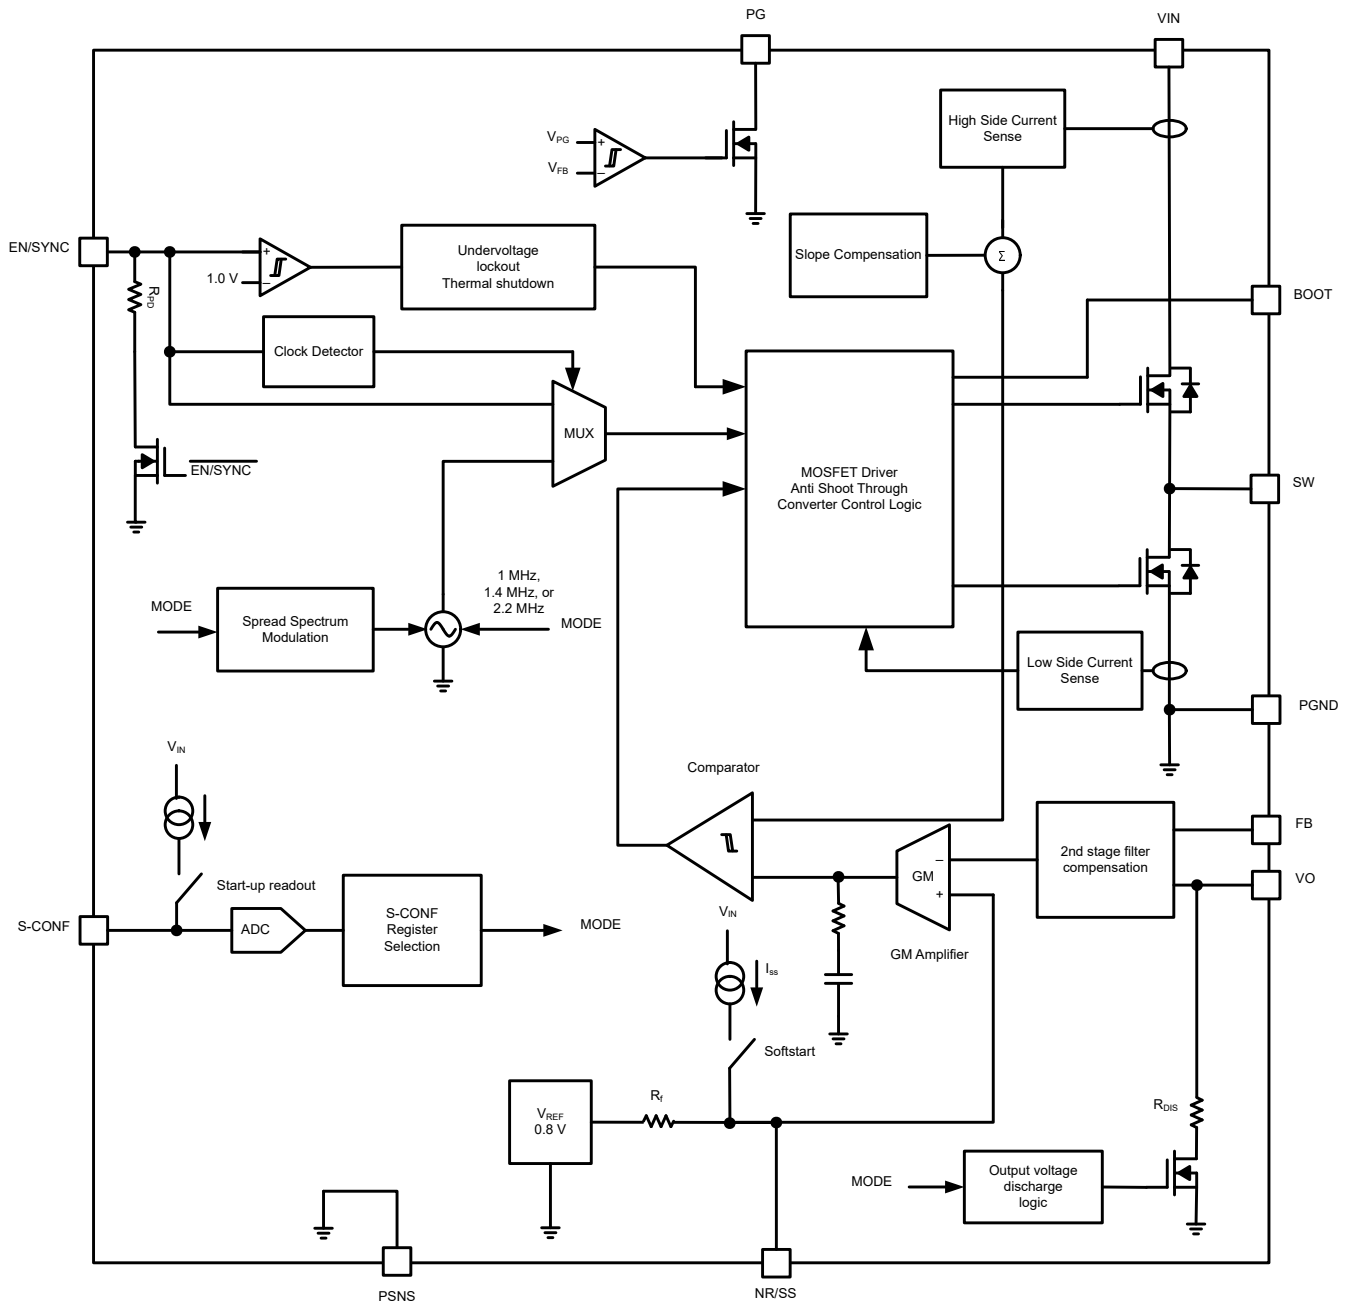 PG
VIN
High Side Current
Sense
VPG
+
VFB
–
EN/SYNC
+
1.0 V
–
Undervoltage
lockout
Thermal shutdown
Slope Compensation
Σ
RPD
BOOT
Clock Detector
MUX
EN/SYNC
MOSFET Driver
Anti Shoot Through
Converter Control Logic
SW
1 MHz,
1.4 MHz, or
2.2 MHz
MODE
Spread Spectrum
Modulation
MODE
Low Side Current
Sense
PGND
VIN
Comparator
FB
2nd stage filter
compensation
VO
–
GM
+
Start-up readout
S-CONF
ADC
S-CONF
Register
Selection
MODE
VIN
GM Amplifier
Iss
Softstart
VREF
0.8 V
Rf
RDIS
MODE
Output voltage
discharge
logic
PSNS
NR/SS